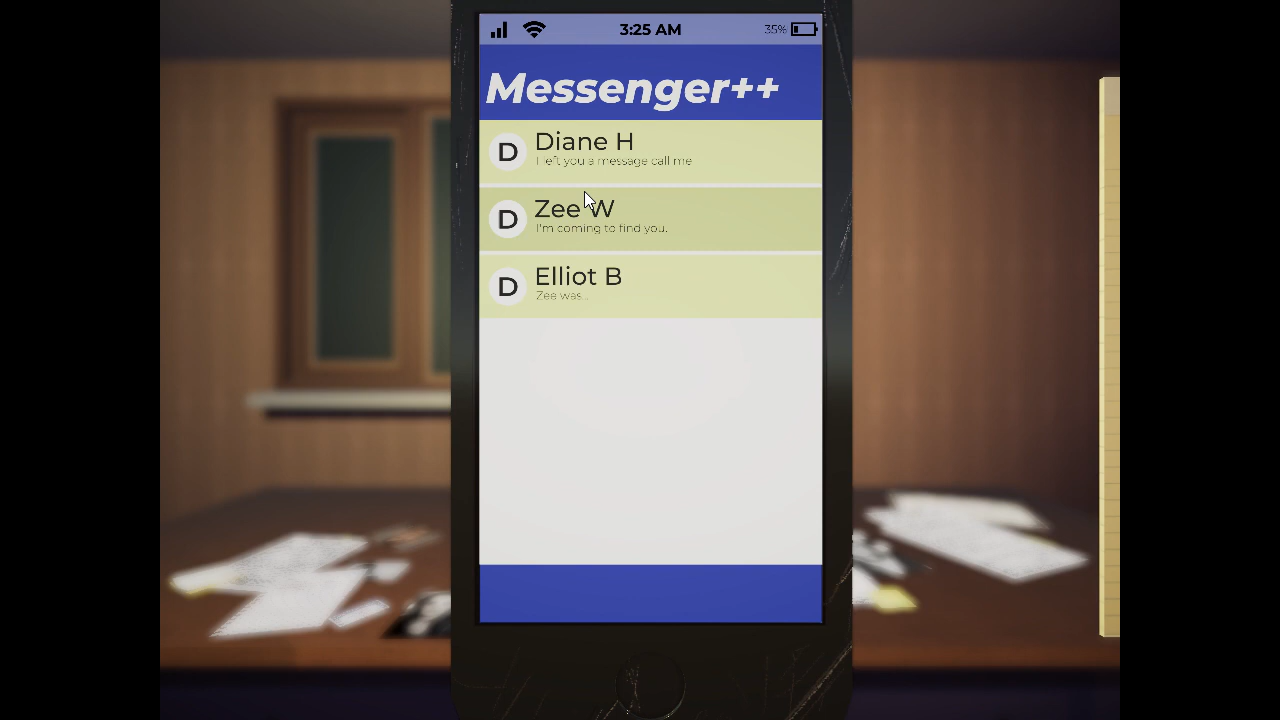 3:25 AM
35%
Messenger++
D
Diane H
I left you a message call me
D
Zee W
I'm coming to find you.
D
Elliot B
Zee was...